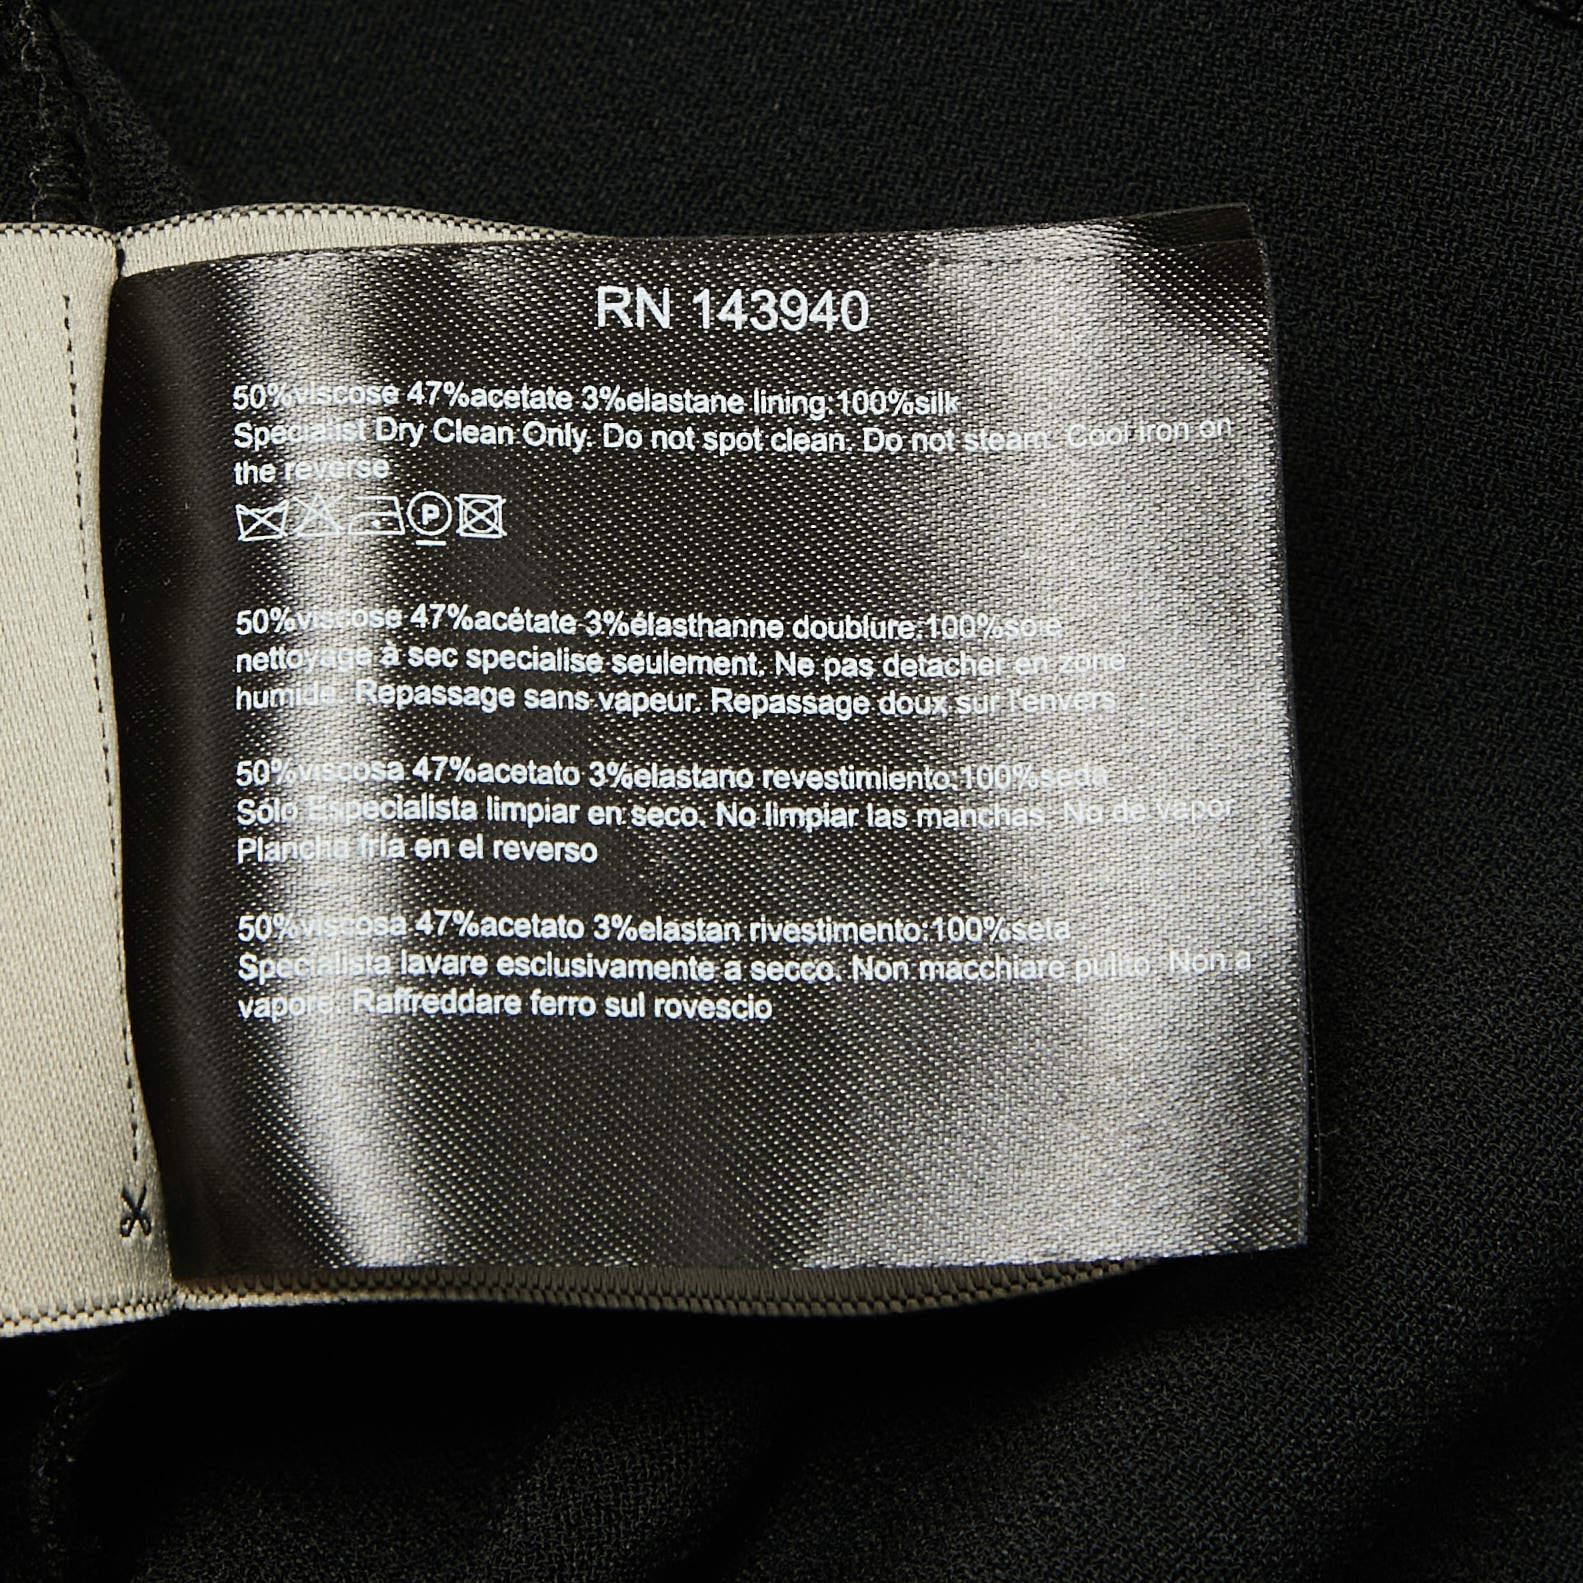 RN 143940
50%viscose 47%acetate 3%elastane lining:100%silk
Specialist Dry Clean Only. Do not spot clean. Do not steam. Cool iron on
the reverse
P
50%viscose 47%acétate 3%élasthanne doublure:100%soie
nettoyage à sec specialise seulement. Ne pas detacher en zone
humide. Repassage sans vapeur. Repassage doux sur l'envers
50%viscosa 47%acetato 3%elastano revestimiento:100%seda
Sólo Especialista limpiar en seco. No limpiar las manchas. No de vapor
Plancha fría en el reverso
50%viscosa 47%acetato 3%elastan rivestimento:100%seta
Specialista lavare esclusivamente a secco. Non macchiare pulito. Non a
vapore. Raffreddare ferro sul rovescio